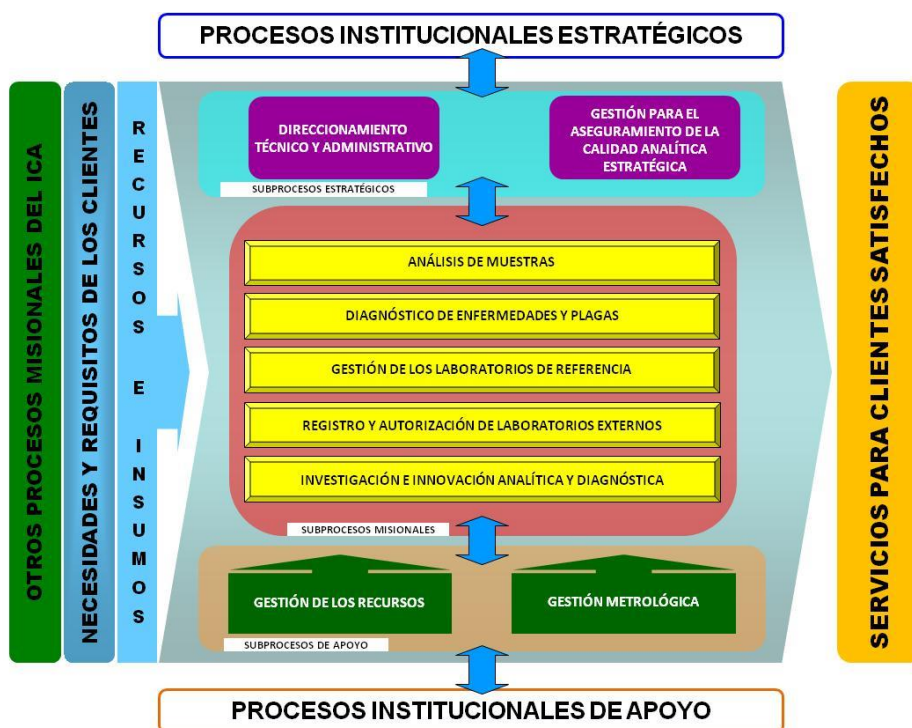 PROCESOS INSTITUCIONALES ESTRATÉGICOS
OTROS PROCESOS MISIONALES DEL ICA
NECESIDADES Y REQUISITOS DE LOS CLIENTES
RECURSOS E INSUMOS
DIRECCIONAMIENTO
TÉCNICO Y ADMINISTRATIVO
GESTIÓN PARA EL
ASEGURAMIENTO DE LA
CALIDAD ANALÍTICA
ESTRATÉGICA
SUBPROCESOS ESTRATÉGICOS
ANÁLISIS DE MUESTRAS
DIAGNÓSTICO DE ENFERMEDADES Y PLAGAS
GESTIÓN DE LOS LABORATORIOS DE REFERENCIA
REGISTRO Y AUTORIZACIÓN DE LABORATORIOS EXTERNOS
INVESTIGACIÓN E INNOVACIÓN ANALÍTICA Y DIAGNÓSTICA
SUBPROCESOS MISIONALES
GESTIÓN DE LOS RECURSOS
GESTIÓN METROLÓGICA
SUBPROCESOS DE APOYO
SERVICIOS PARA CLIENTES SATISFECHOS
PROCESOS INSTITUCIONALES DE APOYO